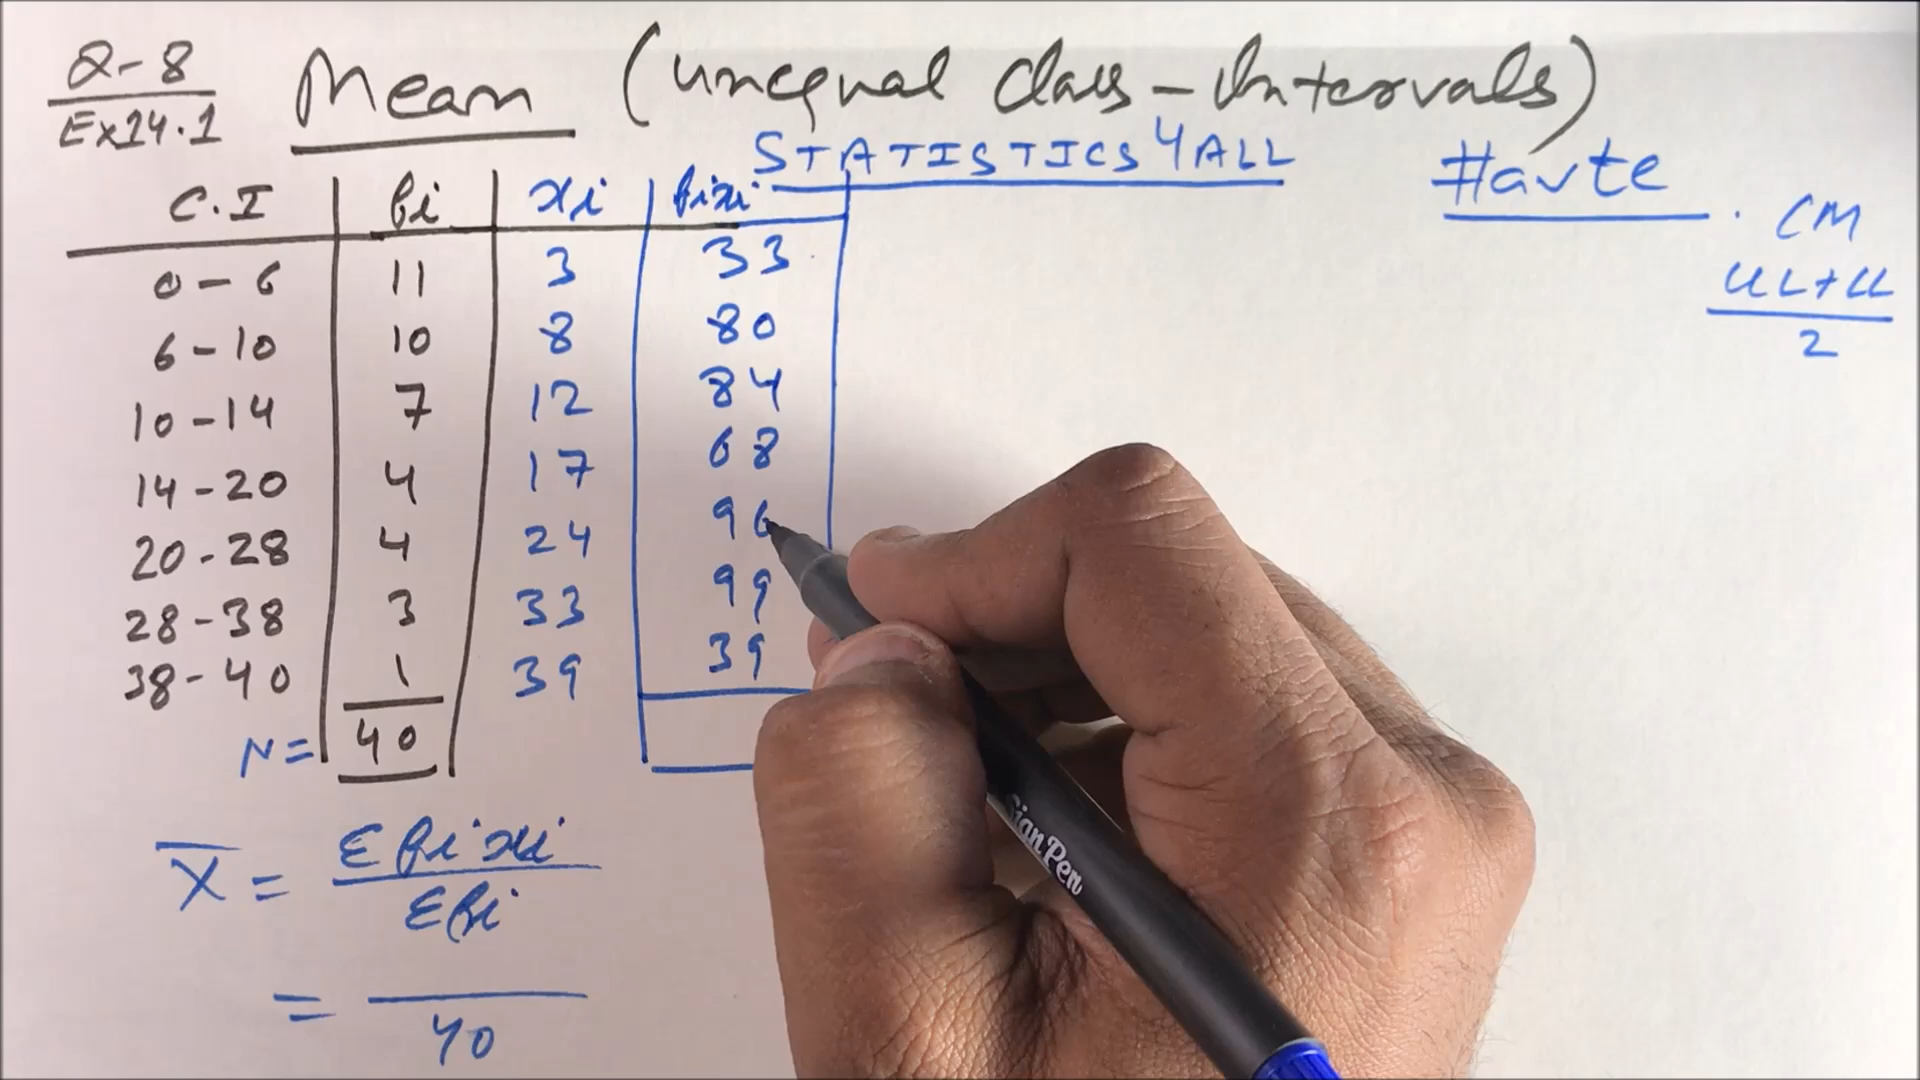 Q-8
Ex14.1
Mean (unequal class-Intervals)
STATISTICS4ALL
#avte
CM
UL+LL
2
C.I fi xi fixi
0-6 11 3 33
6-10 10 8 80
10-14 7 12 84
14-20 4 17 68
20-28 4 24 96
28-38 3 33 99
38-40 1 39 39
N= 40
X̄ = Σfixi
Σfi
=
40
SignPen